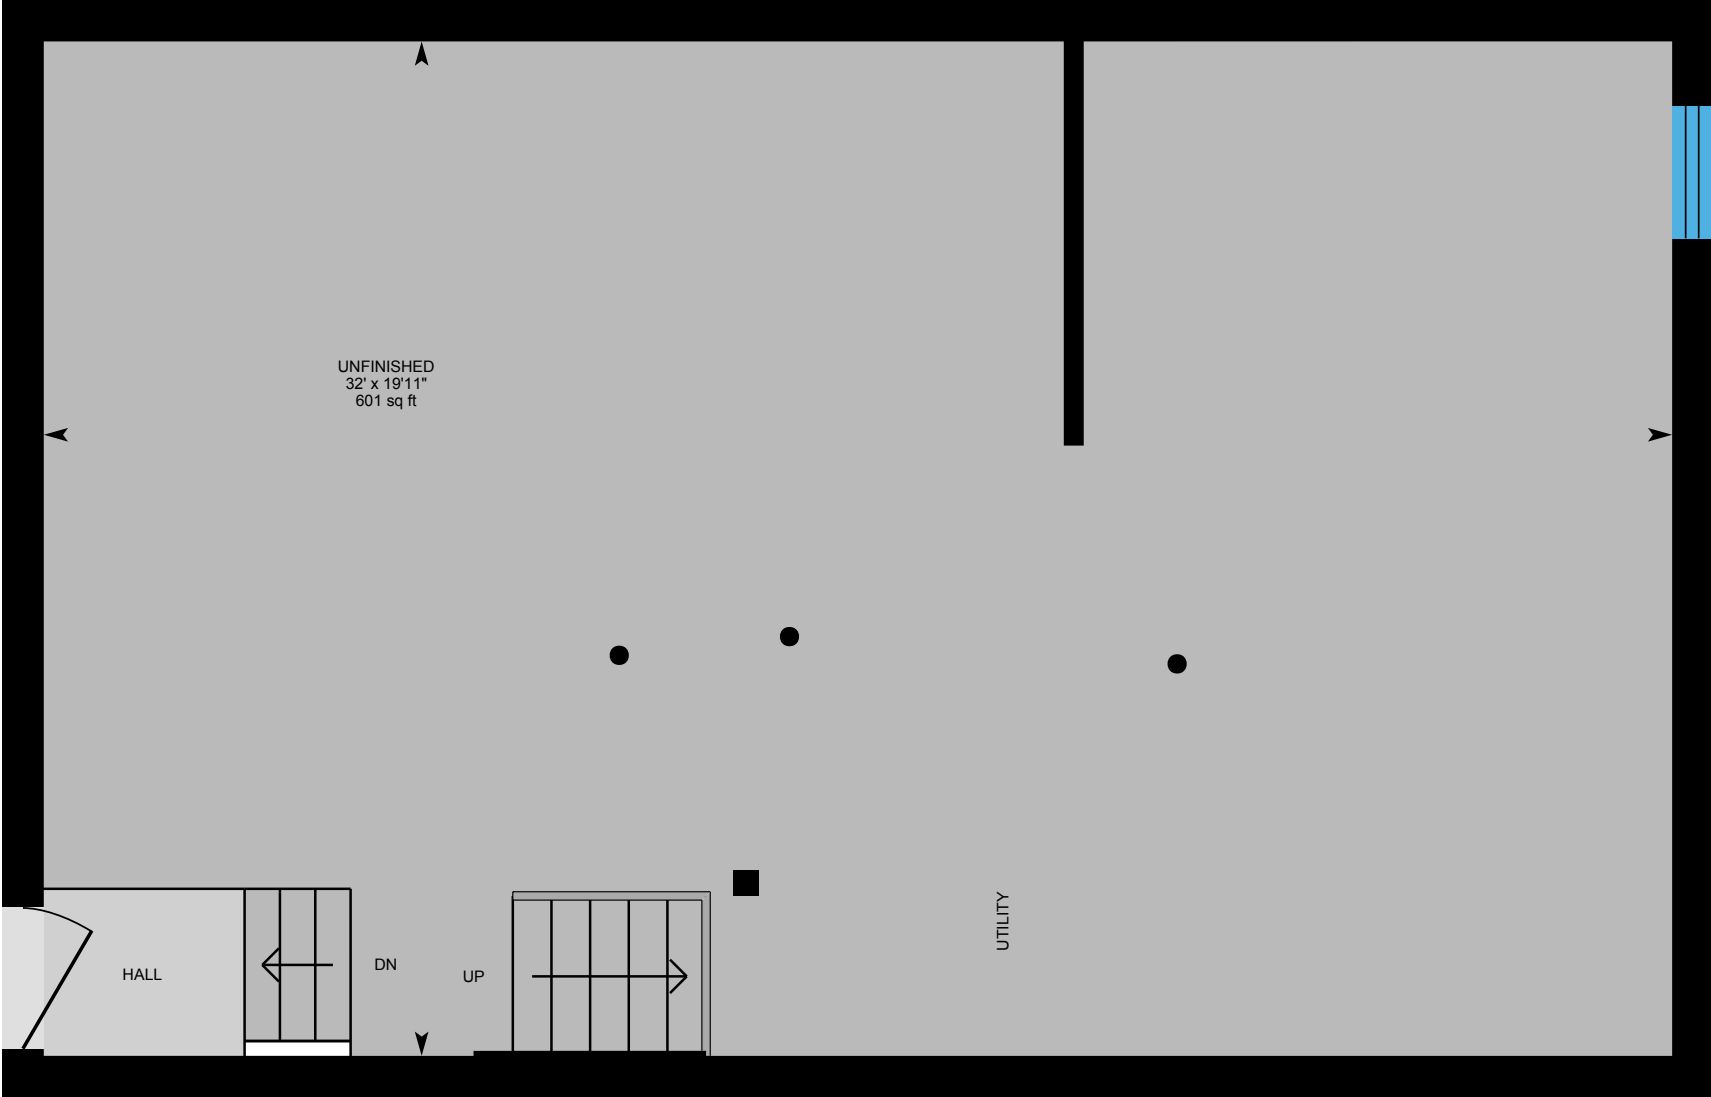 UNFINISHED
32' x 19'11"
601 sq ft
UTILITY
HALL
DN
UP